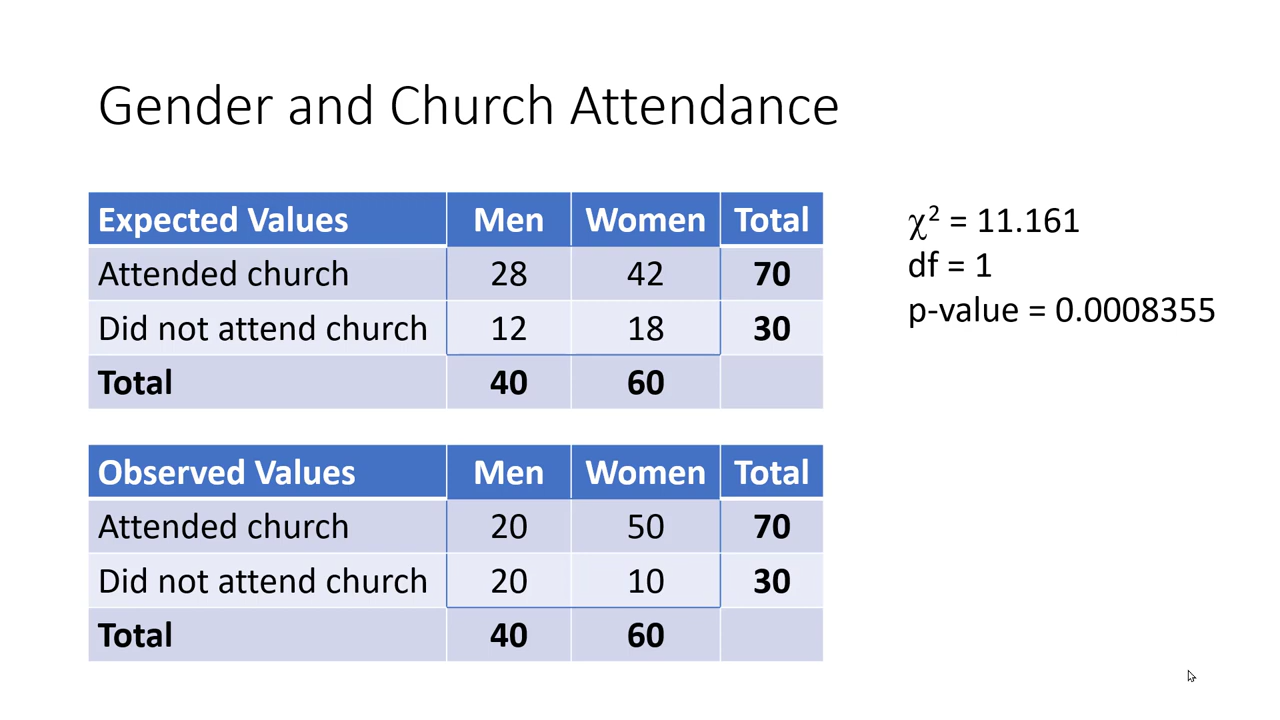 Gender and Church Attendance
Expected Values Men Women Total
Attended church 28 42 70
Did not attend church 12 18 30
Total 40 60
χ² = 11.161
df = 1
p-value = 0.0008355
Observed Values Men Women Total
Attended church 20 50 70
Did not attend church 20 10 30
Total 40 60